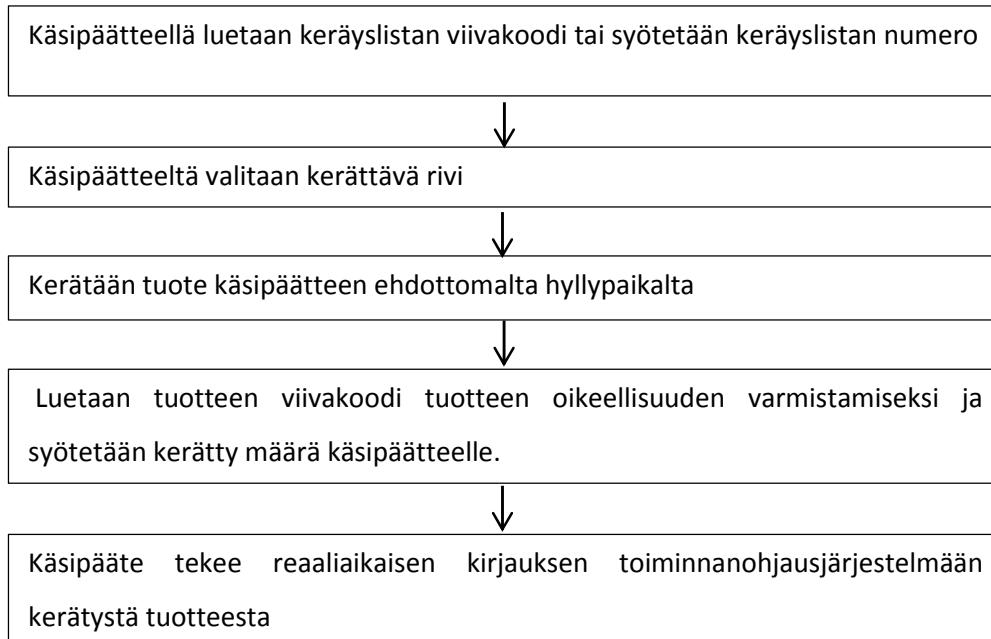 Käsipäätteellä luetaan keräyslistan viivakoodi tai syötetään keräyslistan numero
Käsipäätteeltä valitaan kerättävä rivi
Kerätään tuote käsipäätteen ehdottomalta hyllypaikalta
Luetaan tuotteen viivakoodi tuotteen oikeellisuuden varmistamiseksi ja
syötetään kerätty määrä käsipäätteelle.
Käsipääte tekee reaaliaikaisen kirjauksen toiminnanohjausjärjestelmään
kerätystä tuotteesta